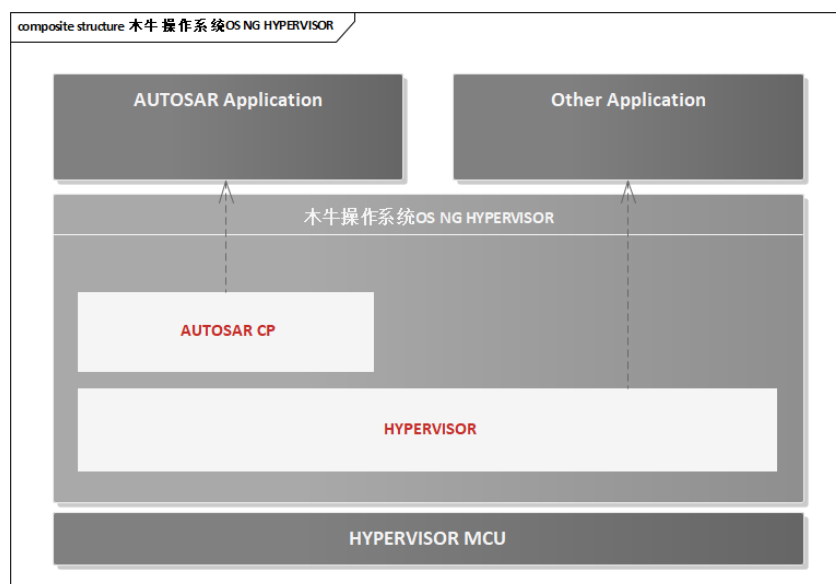 composite structure 木牛操作系统OS NG HYPERVISOR
AUTOSAR Application
Other Application
木牛操作系统OS NG HYPERVISOR
AUTOSAR CP
HYPERVISOR
HYPERVISOR MCU